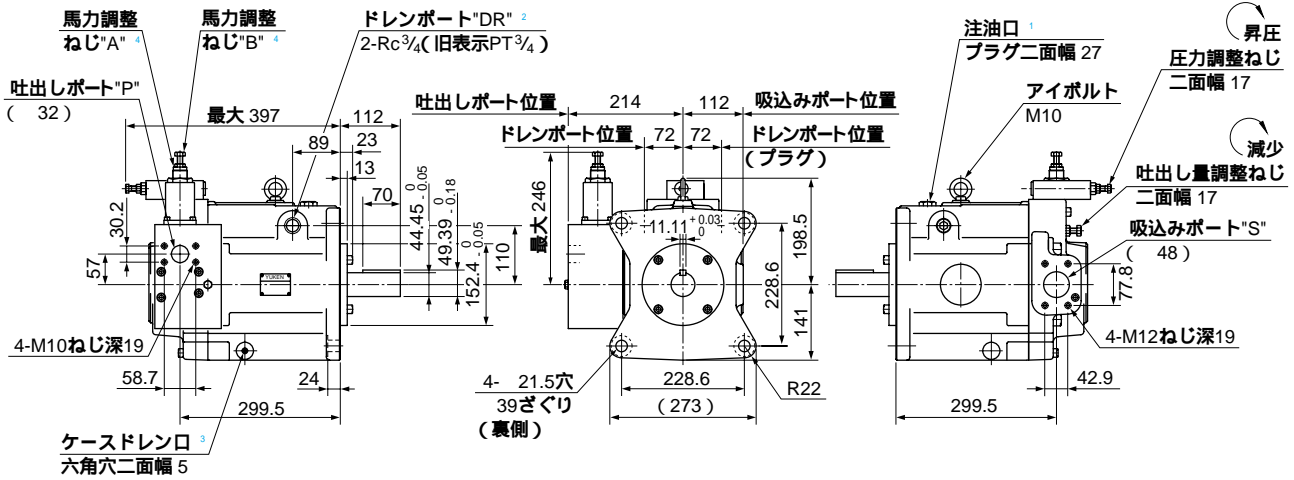 馬力調整
ねじ"A" 4
馬力調整
ねじ"B" 4
ドレンポート"DR" 2
2-Rc3/4(旧表示PT3/4)
注油口 1
プラグ二面幅 27
昇圧
圧力調整ねじ
二面幅 17
吐出しポート"P"
( 32)
最大 397
112
89
23
13
70
吐出しポート位置
214
112
吸込みポート位置
ドレンポート位置
72
72
ドレンポート位置
(プラグ)
アイボルト
M10
減少
吐出し量調整ねじ
二面幅 17
吸込みポート"S"
( 48)
30.2
57
44.45 - 0 0.05
49.39 - 0 0.18
152.4 - 0 0.05
110
最大 246
11.11 + 0.03 0
198.5
228.6
141
77.8
YUKEN
4-M10ねじ深19
58.7
24
299.5
ケースドレン口 3
六角穴二面幅 5
4- 21.5穴
39ざぐり
(裏側)
228.6
(273)
R22
4-M12ねじ深19
42.9
299.5